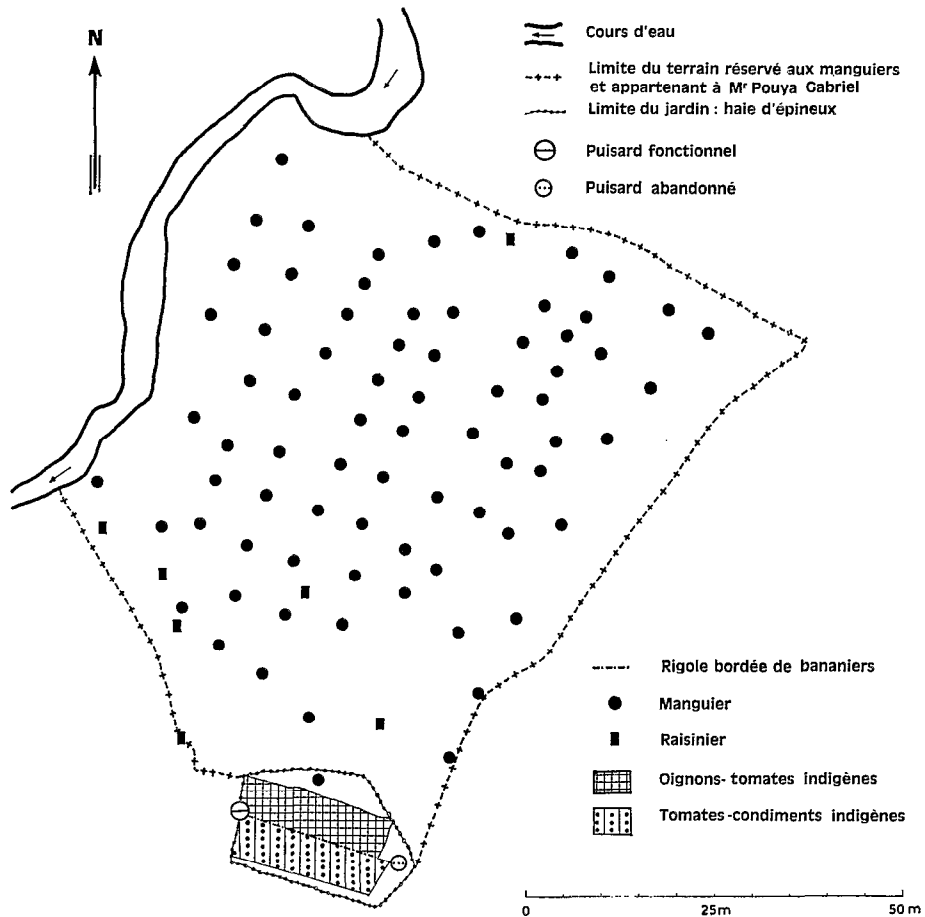 N
Cours d'eau
Limite du terrain réservé aux manguiers
et appartenant à Mr Pouya Gabriel
Limite du jardin : haie d'épineux
Puisard fonctionnel
Puisard abandonné
Rigole bordée de bananiers
Manguier
Raisinier
Oignons-tomates indigènes
Tomates-condiments indigènes
0 25m 50 m